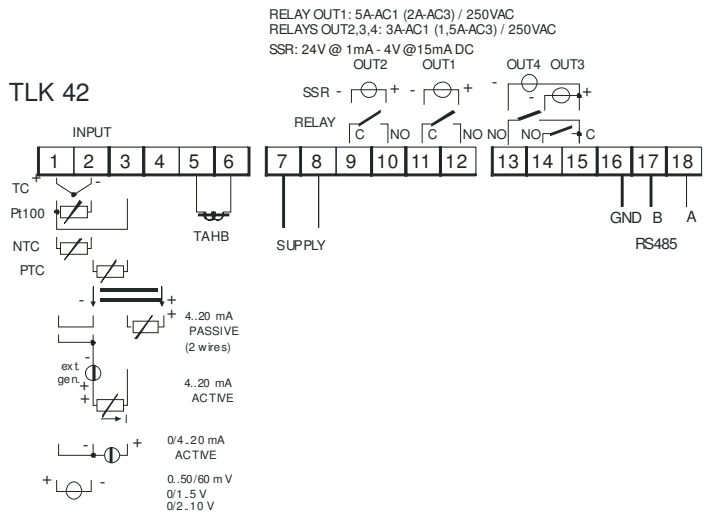 RELAY OUT1: 5A-AC1 (2A-AC3) / 250VAC
RELAYS OUT2,3,4: 3A-AC1 (1,5A-AC3) / 250VAC
SSR: 24V @ 1mA - 4V @15mA DC
OUT2 OUT1 OUT4 OUT3
TLK 42
SSR - + - + - - +
RELAY
INPUT
C NO C NO NO NO C
1 2 3 4 5 6 7 8 9 10 11 12 13 14 15 16 17 18
TC + -
Pt100
GND B A
TAHB
NTC
SUPPLY
RS485
PTC
- +
+ 4..20 mA
PASSIVE
(2 wires)
-
ext.
gen.
+
+
4..20 mA
ACTIVE
I
- +
0/4..20 mA
ACTIVE
+ -
0..50/60 mV
0/1..5 V
0/2..10 V